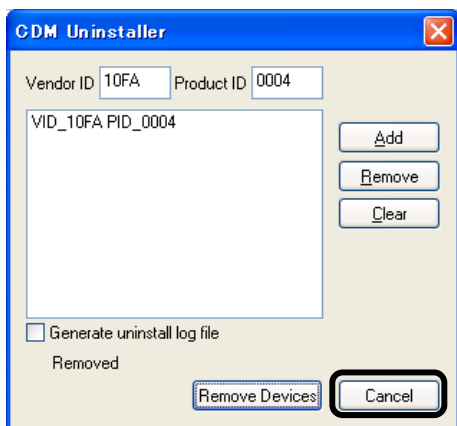 CDM Uninstaller
Vendor ID 10FA Product ID 0004
VID_10FA PID_0004
Add
Remove
Clear
Generate uninstall log file
Removed
Remove Devices Cancel